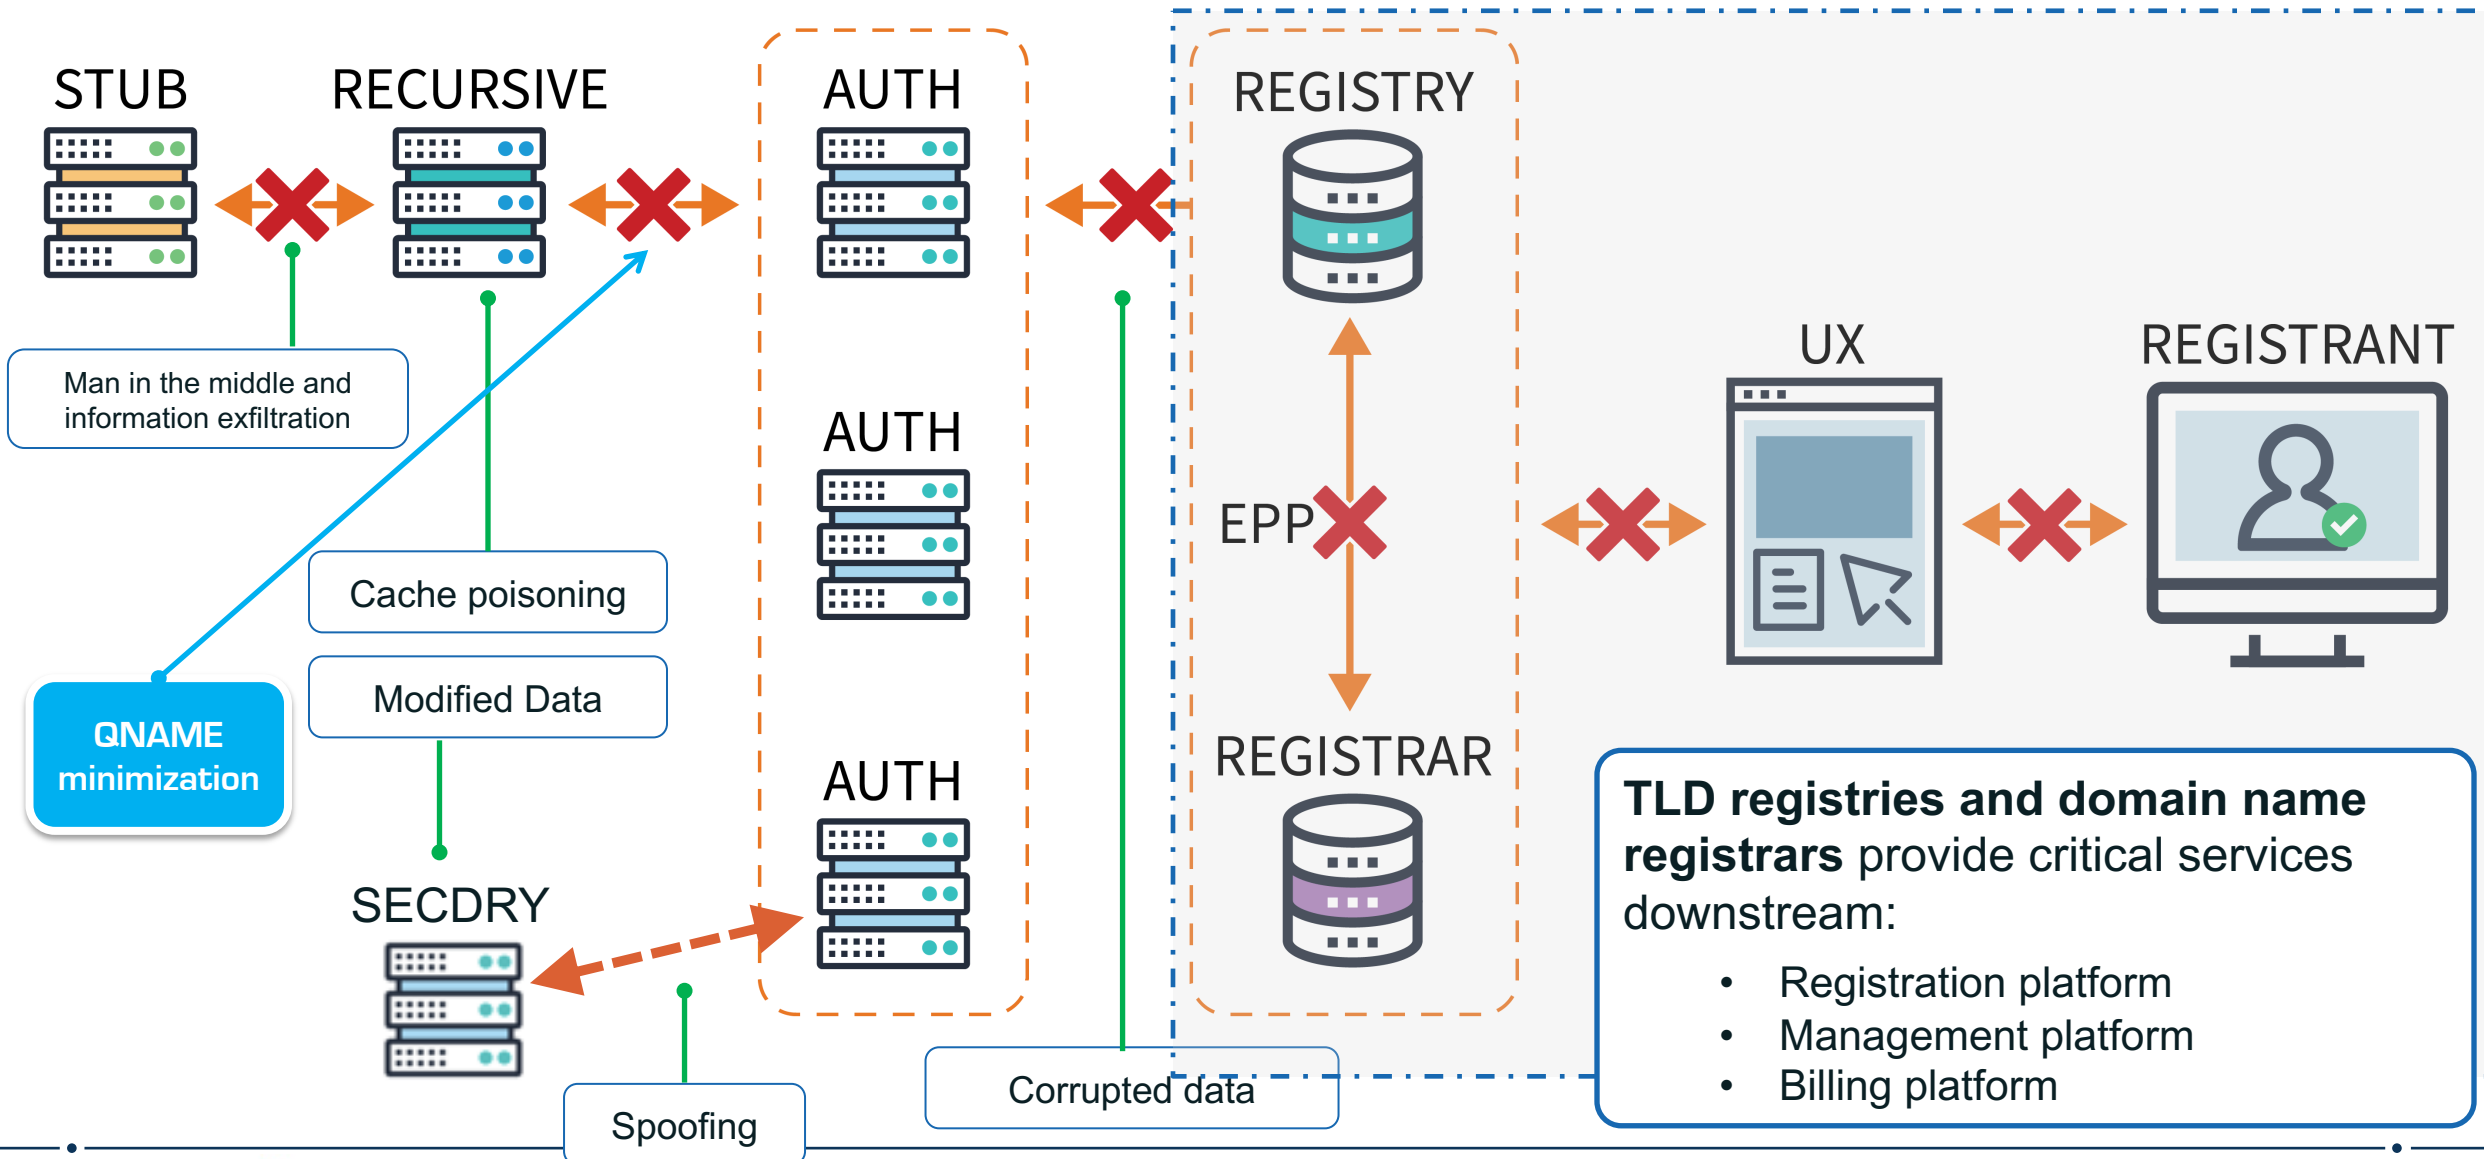 STUB
RECURSIVE
AUTH
REGISTRY
Man in the middle and
information exfiltration
UX
REGISTRANT
AUTH
EPP
Cache poisoning
Modified Data
QNAME
minimization
AUTH
REGISTRAR
SECDRY
TLD registries and domain name
registrars provide critical services
downstream:
• Registration platform
• Management platform
• Billing platform
Corrupted data
Spoofing